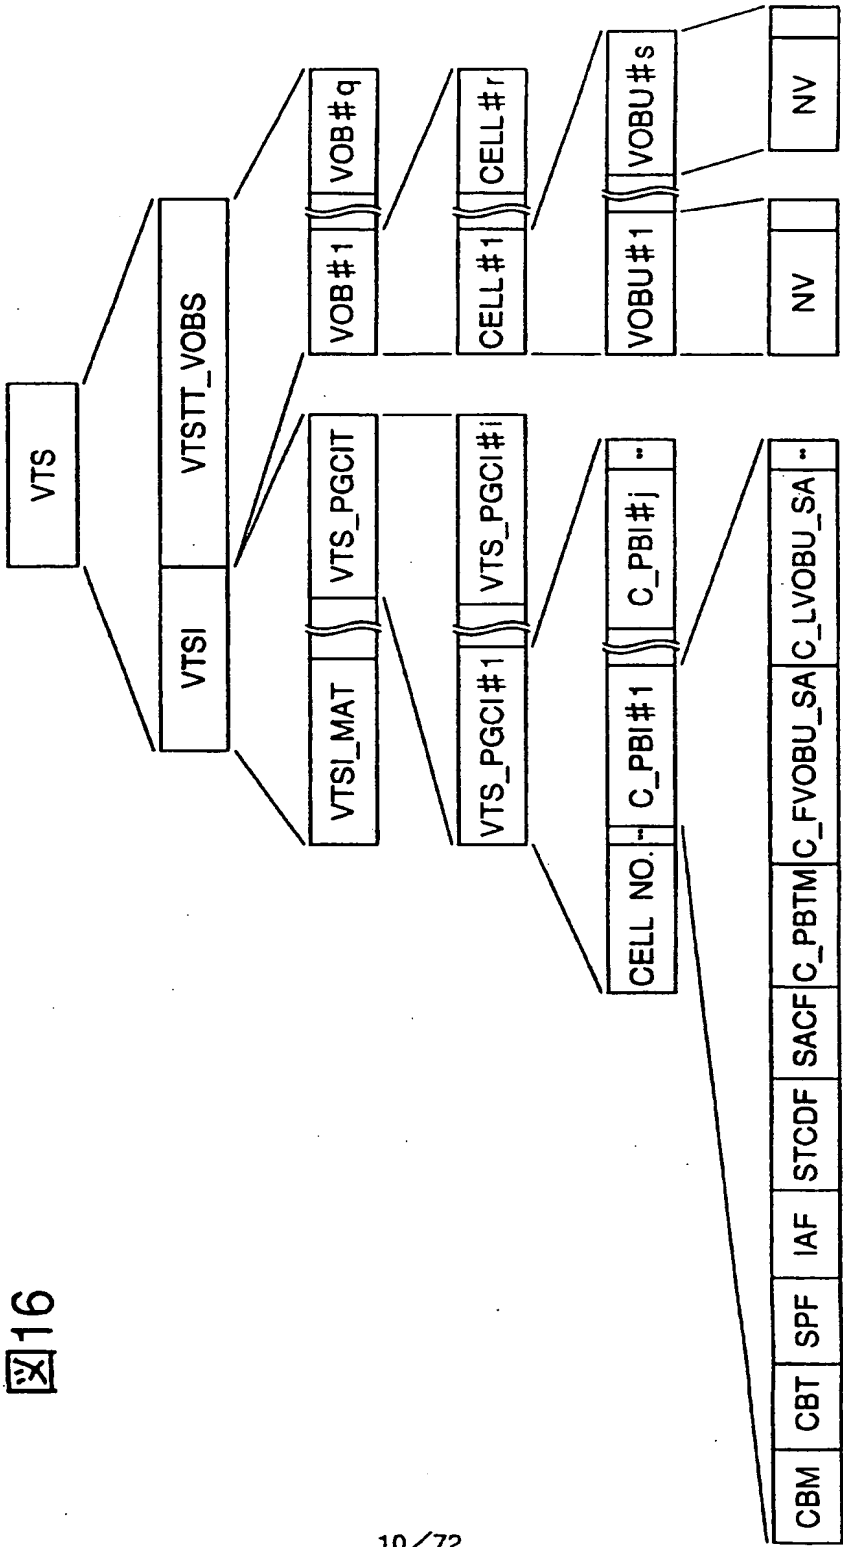 図16
VTS
VTSI VTSTT_VOBS
VTSI_MAT VTS_PGCIT VOB#1 VOB#q
VTS_PGCI#1 VTS_PGCI#i CELL#1 CELL#r
CELL NO. -- C_PBI#1 C_PBI#j -- VOBU#1 VOBU#s
CBM CBT SPF IAF STCDF SACF C_PBTM C_FVOBU_SA C_LVOBU_SA -- NV NV
10/72